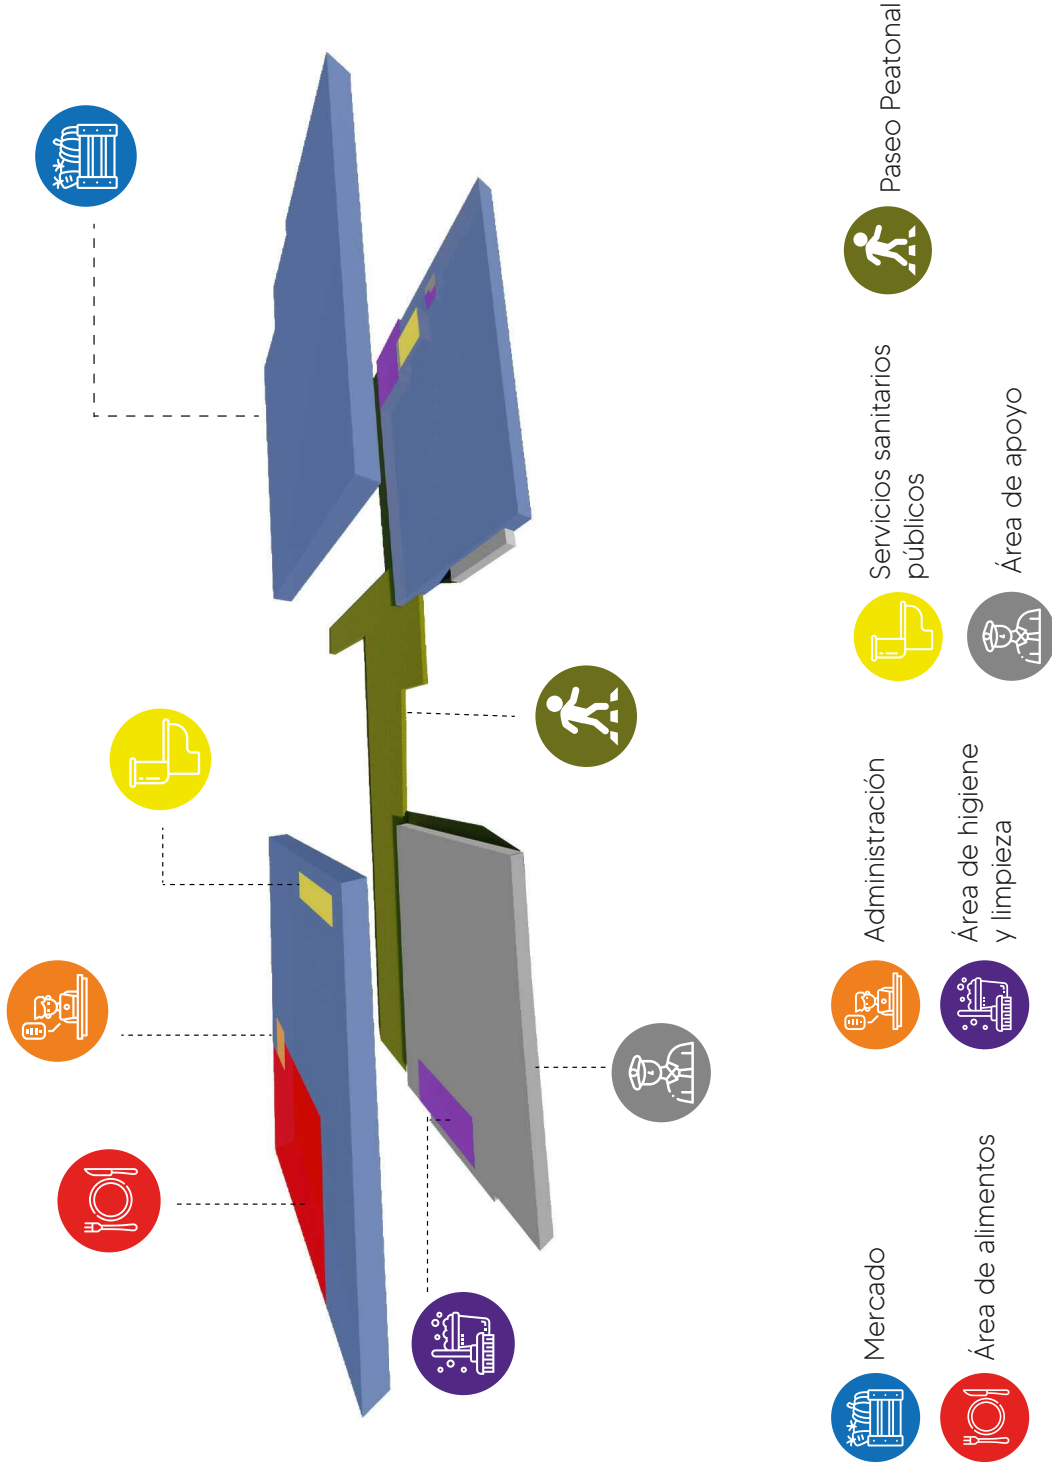 Mercado
Administración
Servicios sanitarios
públicos
Paseo Peatonal
Área de alimentos
Área de higiene
y limpieza
Área de apoyo